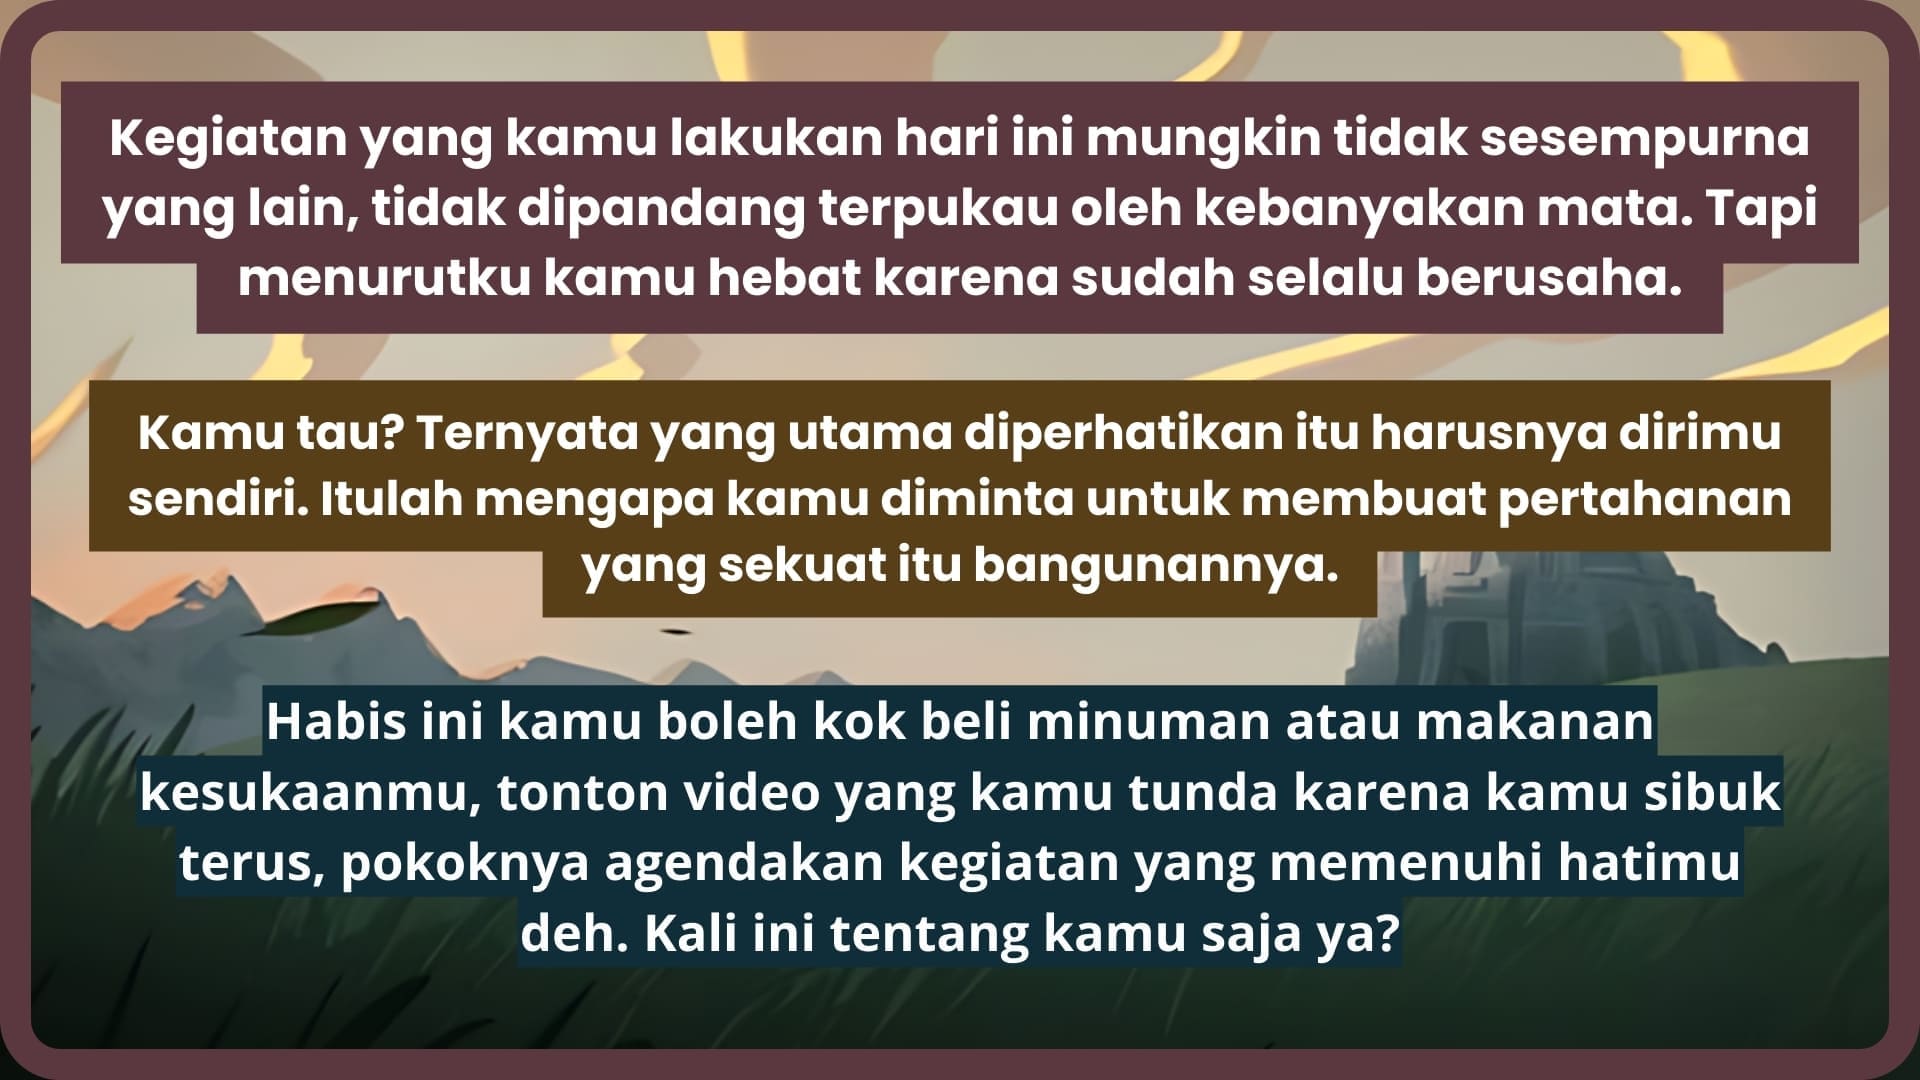 Kegiatan yang kamu lakukan hari ini mungkin tidak sesempurna
yang lain, tidak dipandang terpukau oleh kebanyakan mata. Tapi
menurutku kamu hebat karena sudah selalu berusaha.
Kamu tau? Ternyata yang utama diperhatikan itu harusnya dirimu
sendiri. Itulah mengapa kamu diminta untuk membuat pertahanan
yang sekuat itu bangunannya.
Habis ini kamu boleh kok beli minuman atau makanan
kesukaanmu, tonton video yang kamu tunda karena kamu sibuk
terus, pokoknya agendakan kegiatan yang memenuhi hatimu
deh. Kali ini tentang kamu saja ya?